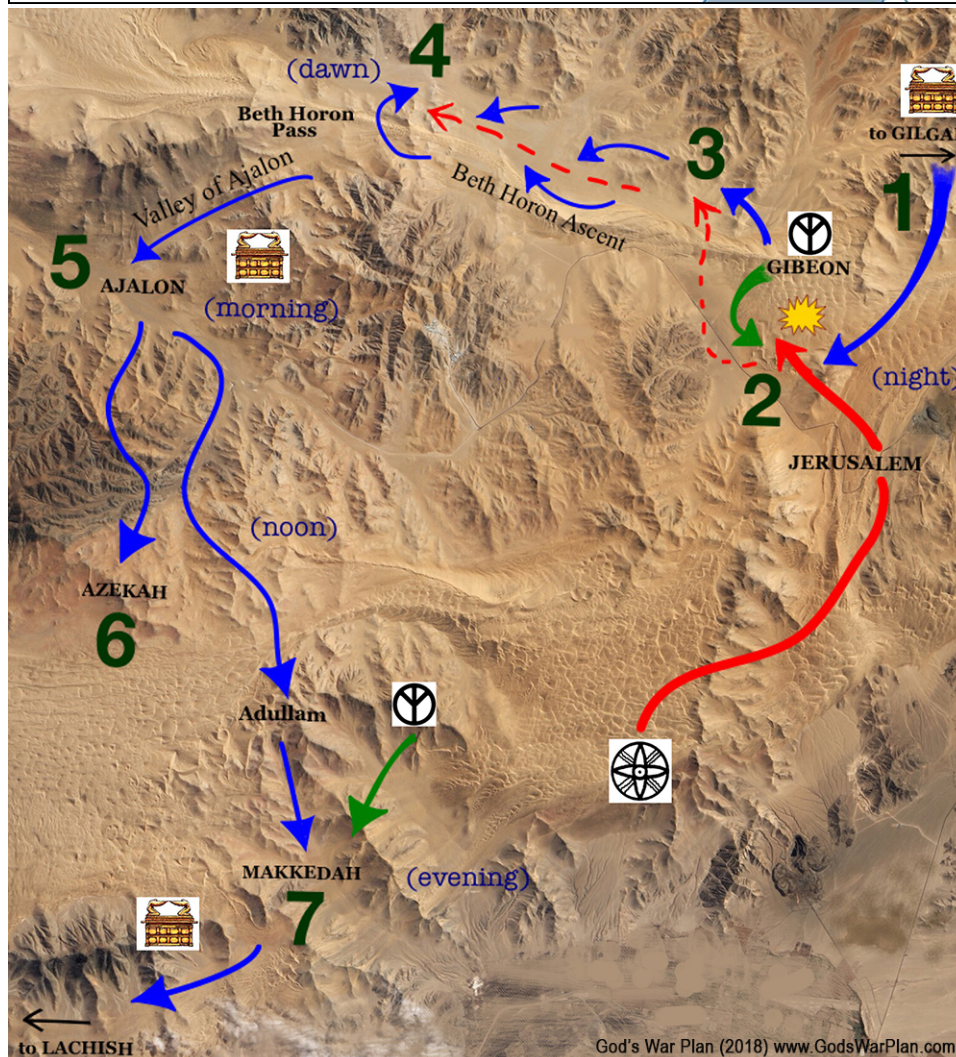 4
(dawn)
Beth Horon
Pass
to GILGAL
3
1
Valley of Ajalon
Beth Horon Ascent
GIBEON
5
AJALON
(morning)
2
(night)
JERUSALEM
(noon)
AZEKAH
6
Adullam
MAKKEDAH
(evening)
7
to LACHISH
God's War Plan (2018) www.GodsWarPlan.com